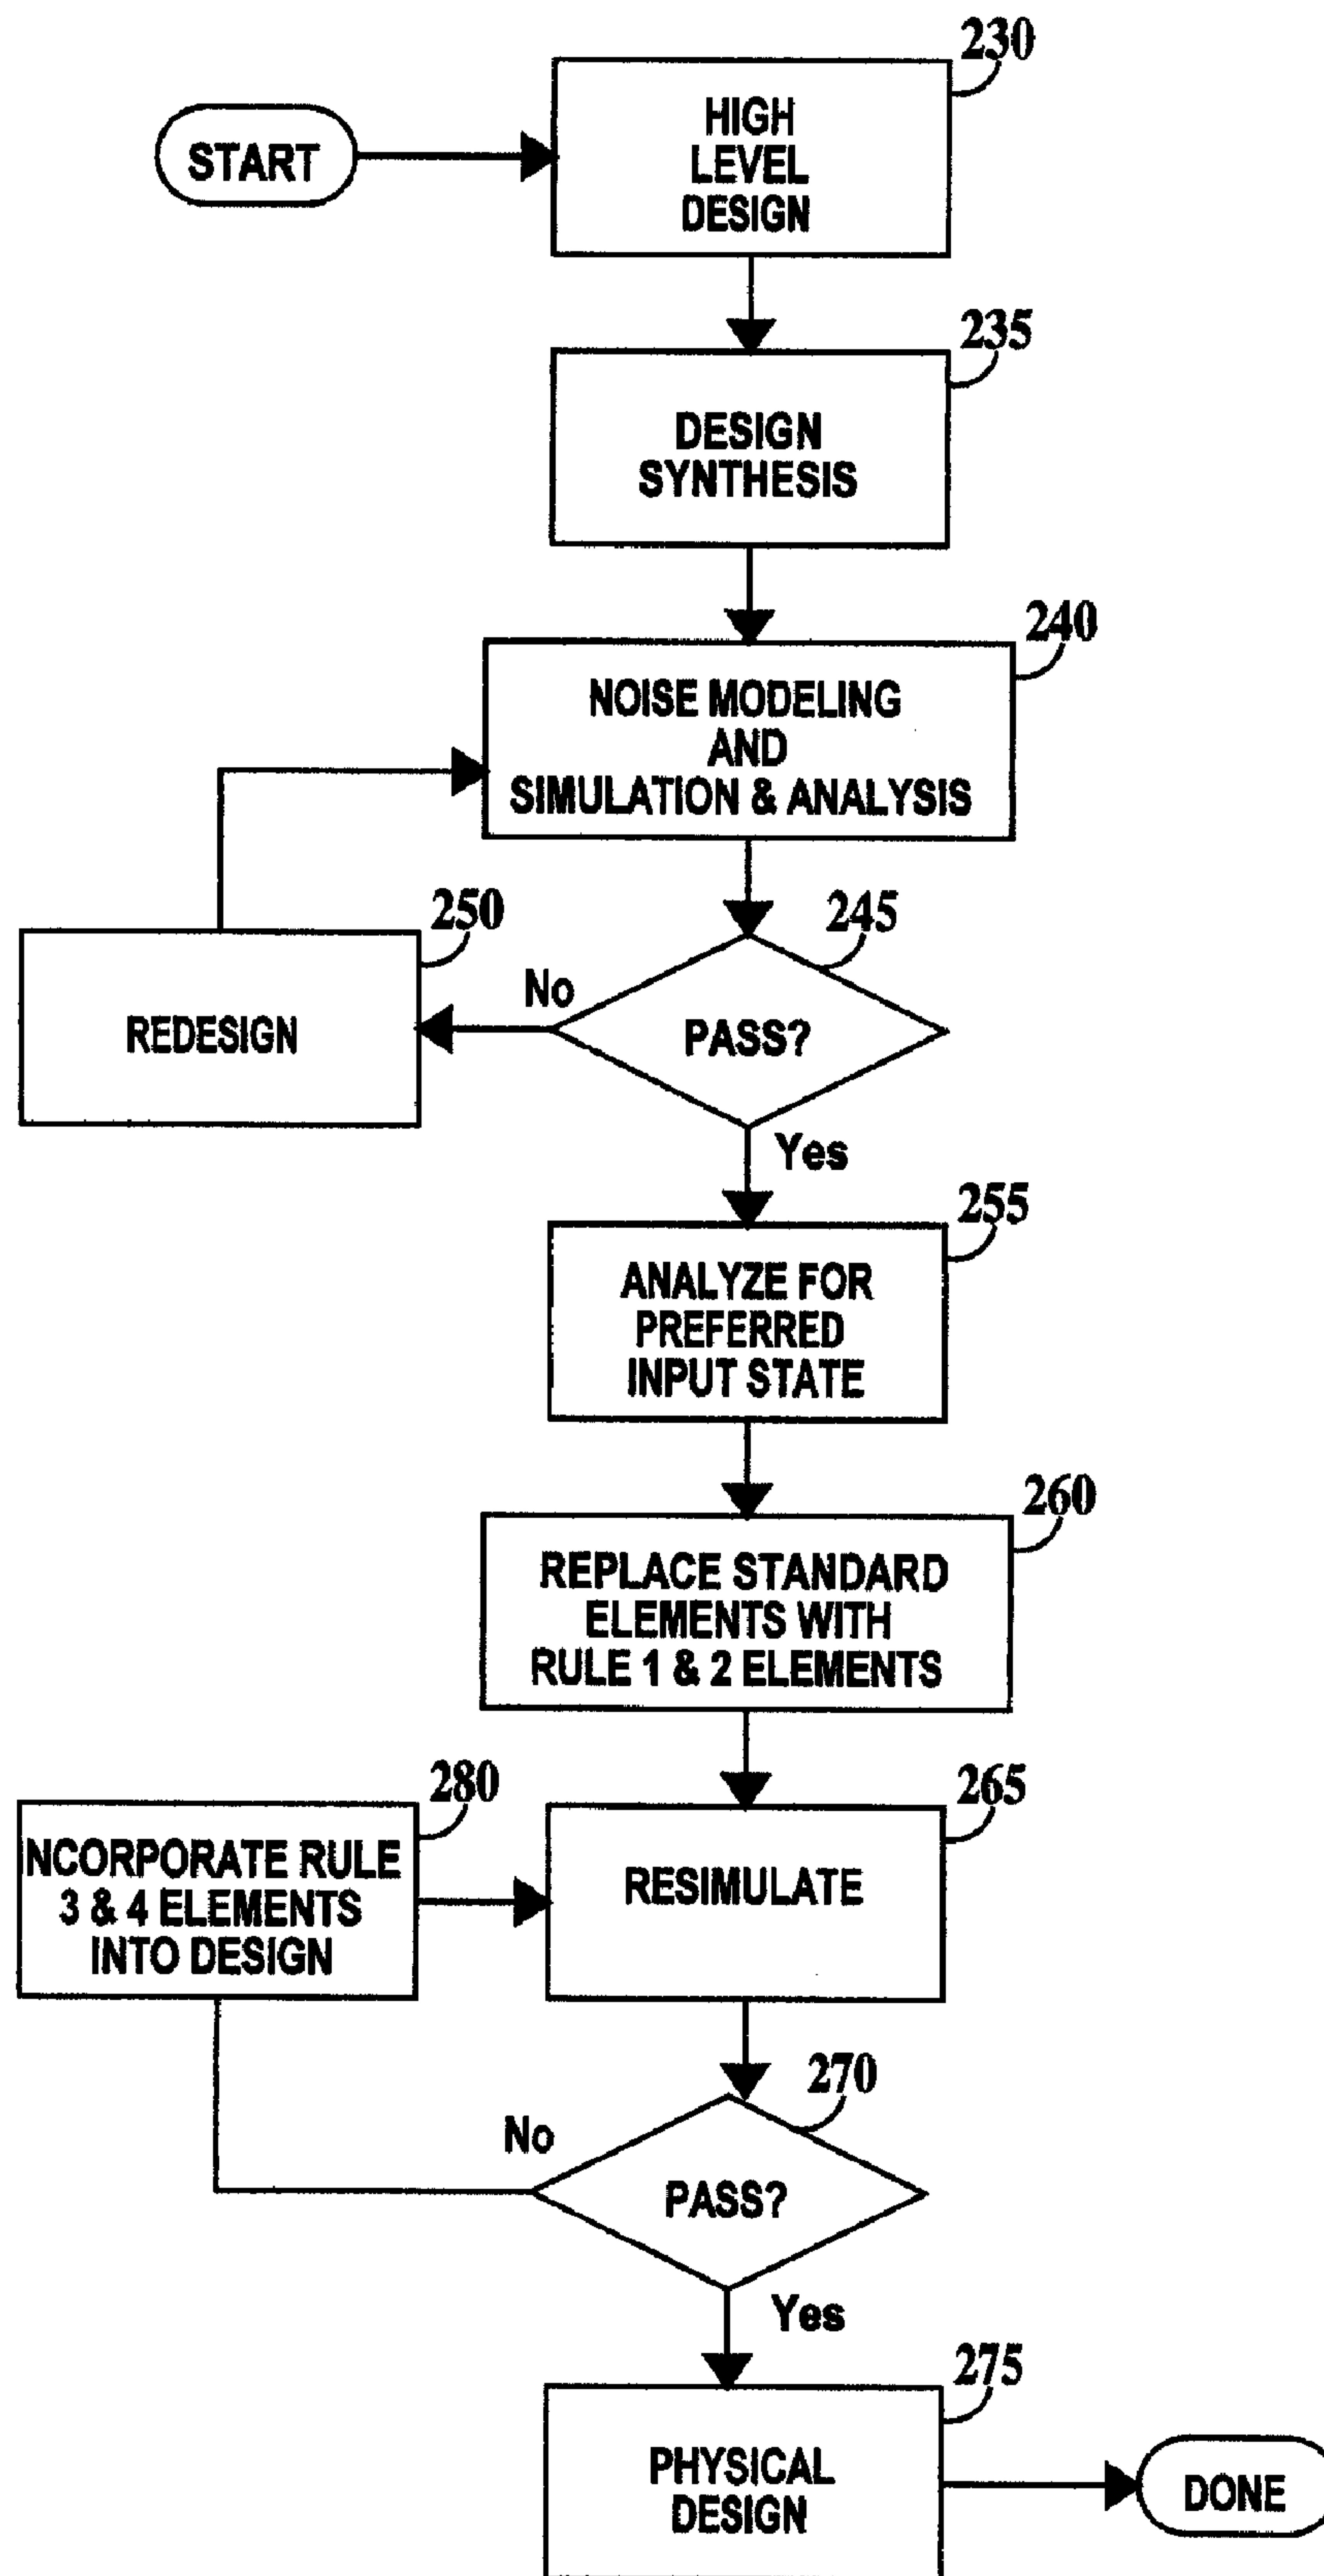 230
HIGH
LEVEL
DESIGN
START
235
DESIGN
SYNTHESIS
240
NOISE MODELING
AND
SIMULATION & ANALYSIS
245
PASS?
No
250
REDESIGN
Yes
255
ANALYZE FOR
PREFERRED
INPUT STATE
260
REPLACE STANDARD
ELEMENTS WITH
RULE 1 & 2 ELEMENTS
265
RESIMULATE
280
NCORPORATE RULE
3 & 4 ELEMENTS
INTO DESIGN
270
PASS?
No
Yes
275
PHYSICAL
DESIGN
DONE